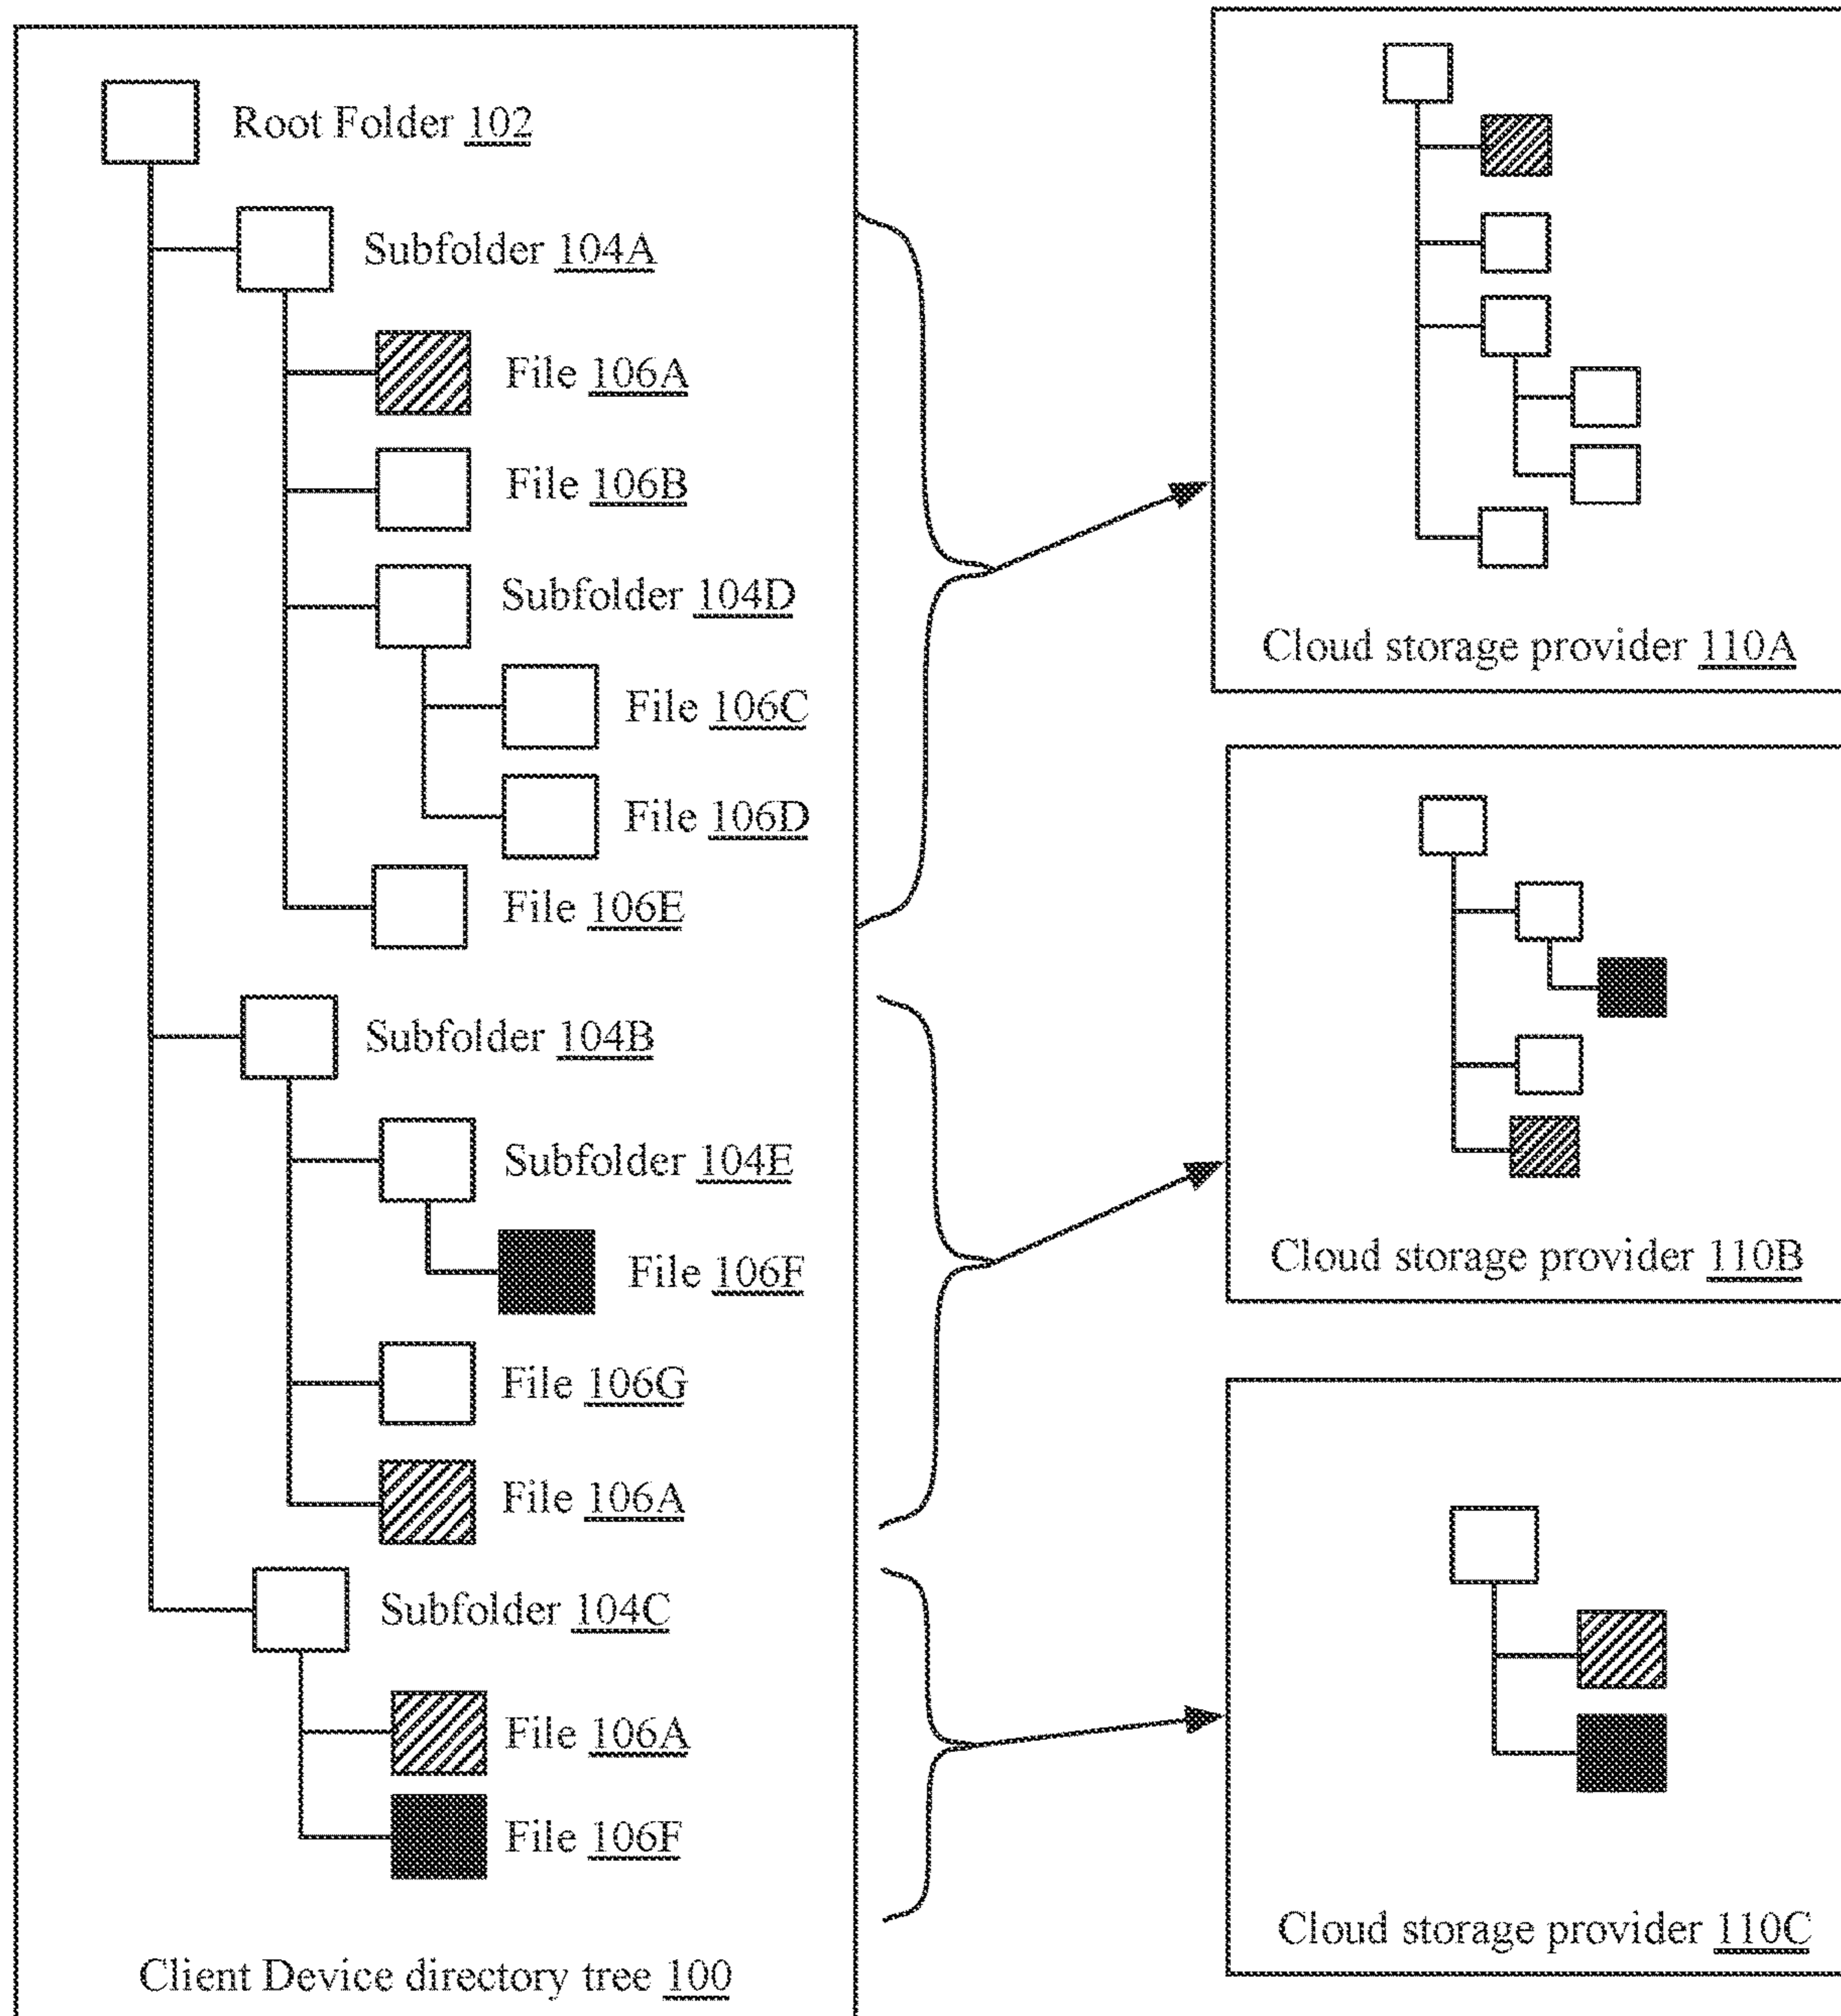 Root Folder 102
Subfolder 104A
File 106A
File 106B
Subfolder 104D
File 106C
File 106D
File 106E
Subfolder 104B
Subfolder 104E
File 106F
File 106G
File 106A
Subfolder 104C
File 106A
File 106F
Client Device directory tree 100
Cloud storage provider 110A
Cloud storage provider 110B
Cloud storage provider 110C